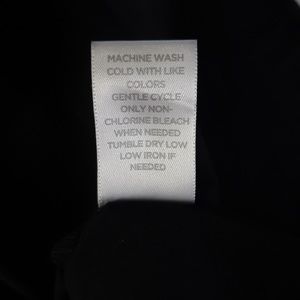 MACHINE WASH
COLD WITH LIKE
COLORS
GENTLE CYCLE
ONLY NON-
CHLORINE BLEACH
WHEN NEEDED
TUMBLE DRY LOW
LOW IRON IF
NEEDED